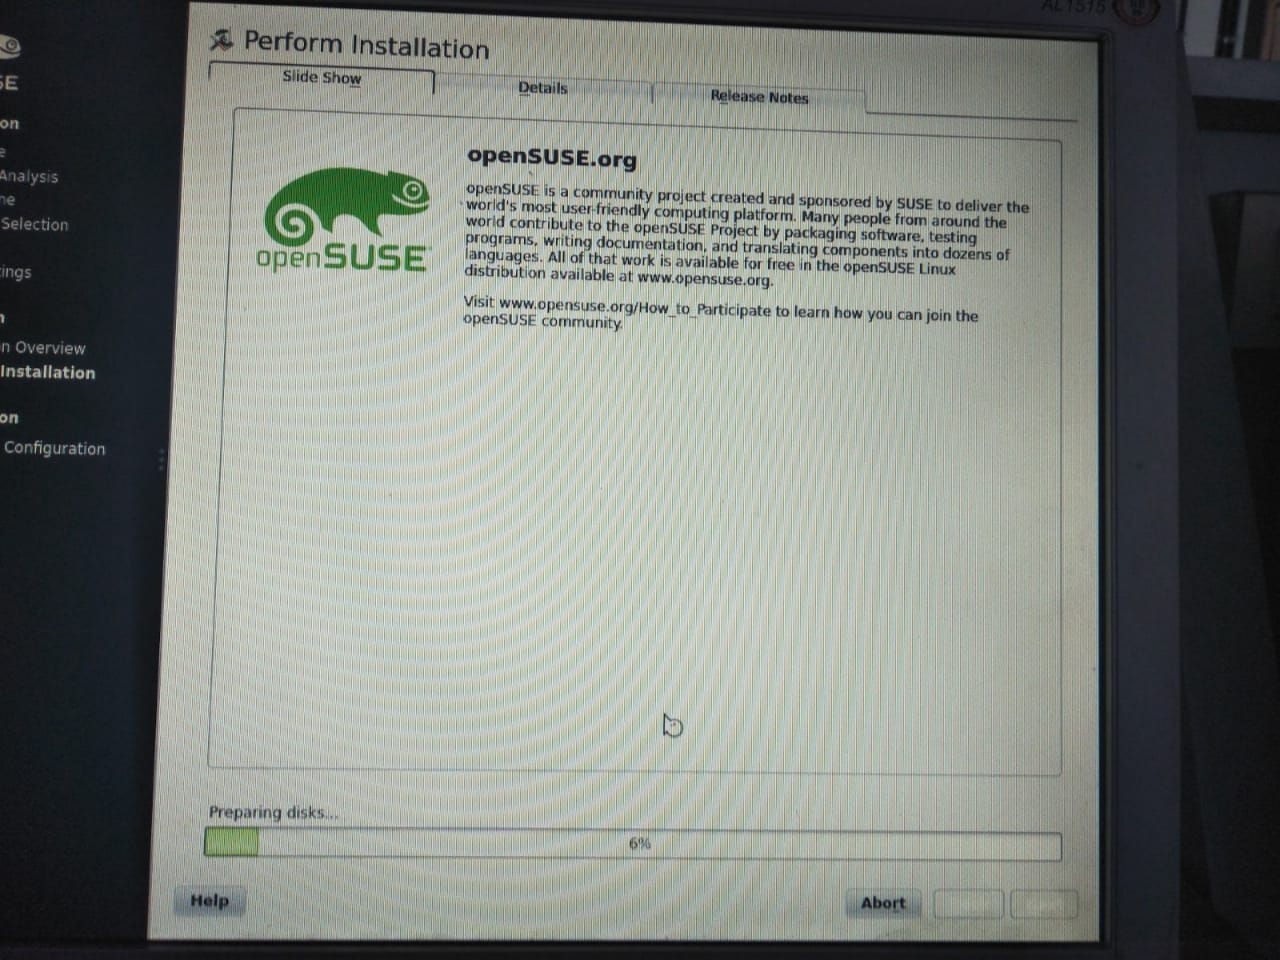 AL1515
Perform Installation
Slide Show
Details
Release Notes
SE
on
e
Analysis
ne
Selection
ings
n
n Overview
Installation
on
Configuration
openSUSE
openSUSE.org
openSUSE is a community project created and sponsored by SUSE to deliver the
world's most user-friendly computing platform. Many people from around the
world contribute to the openSUSE Project by packaging software, testing
programs, writing documentation, and translating components into dozens of
languages. All of that work is available for free in the openSUSE Linux
distribution available at www.opensuse.org.
Visit www.opensuse.org/How_to_Participate to learn how you can join the
openSUSE community.
Preparing disks...
6%
Help
Abort